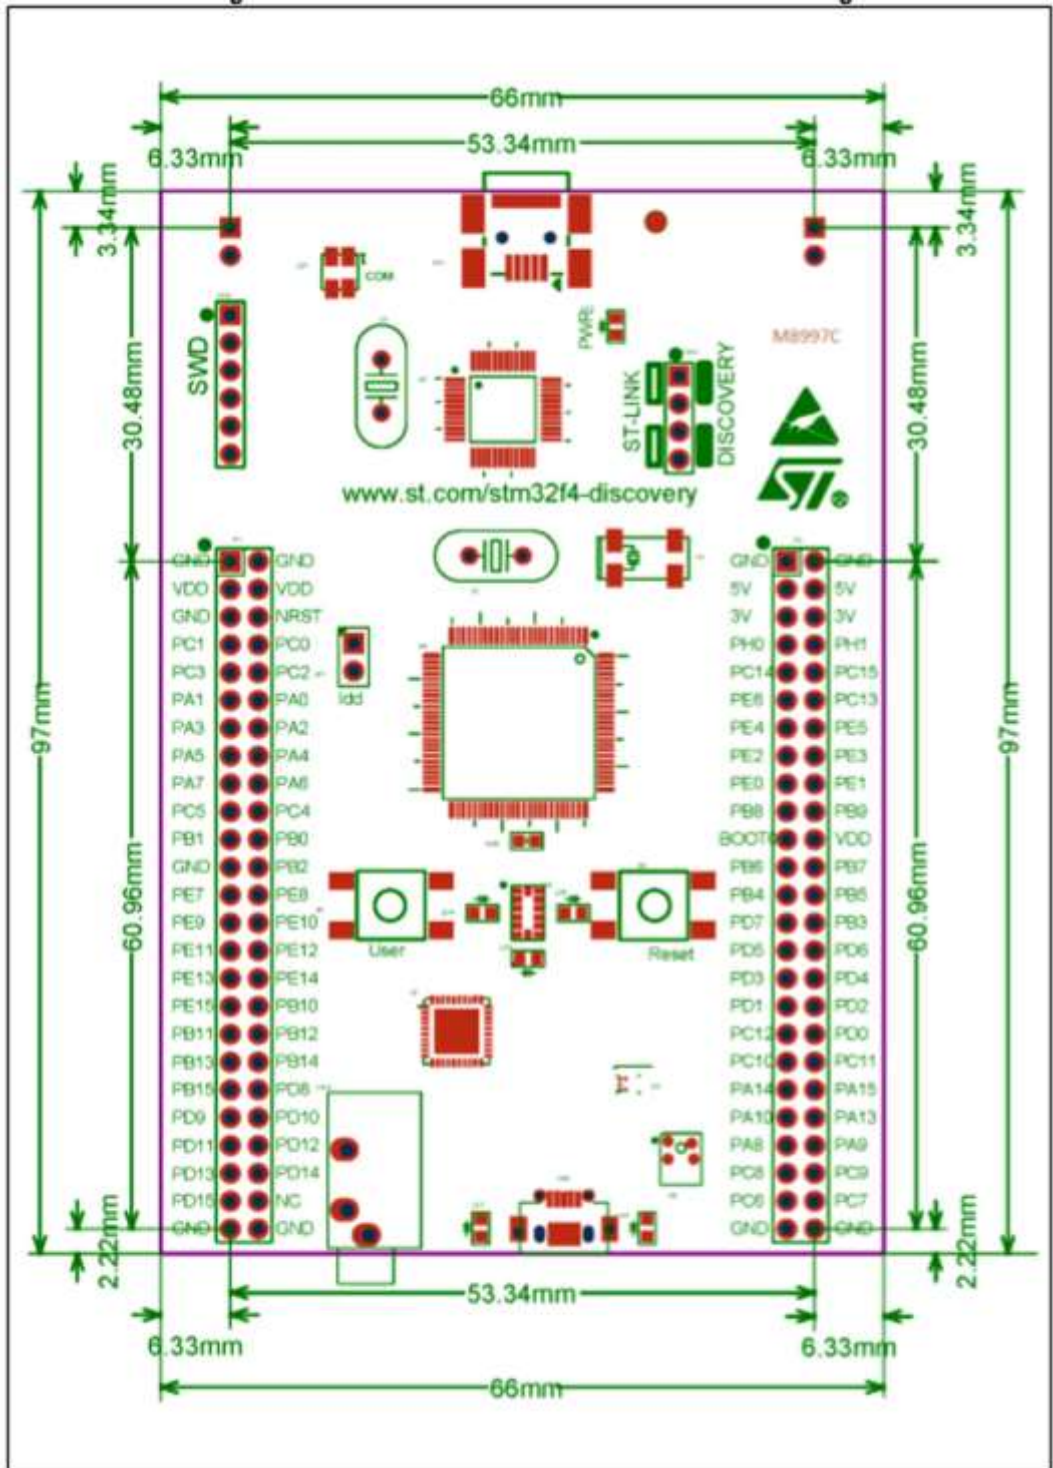 66mm
53.34mm
6.33mm
6.33mm
3.34mm
3.34mm
COM
PWR
M8997C
SWD
ST-LINK
DISCOVERY
30.48mm
30.48mm
www.st.com/stm32f4-discovery
GND GND GND GND
VDD VDD 5V 5V
GND NRST 3V 3V
PC1 PC0 PH0 PH1
PC3 PC2 PC14 PC15
Idd
PA1 PA0 PE6 PC13
PA3 PA2 PE4 PE5
97mm
97mm
PA5 PA4 PE2 PE3
PA7 PA6 PE0 PE1
PC5 PC4 PB8 PB9
PB1 PB0 BOOT0 VDD
GND PB2 PB6 PB7
PE7 PE8 PB4 PB5
60.96mm
60.96mm
PE9 PE10 PD7 PB3
User
Reset
PE11 PE12 PD5 PD6
PE13 PE14 PD3 PD4
PE15 PB10 PD1 PD2
PB11 PB12 PC12 PD0
PB13 PB14 PC10 PC11
PB15 PD8 PA14 PA15
PD9 PD10 PA10 PA13
PD11 PD12 PA8 PA9
PD13 PD14 PC8 PC9
PD15 NC PC6 PC7
GND GND GND GND
2.22mm
2.22mm
53.34mm
6.33mm
6.33mm
66mm